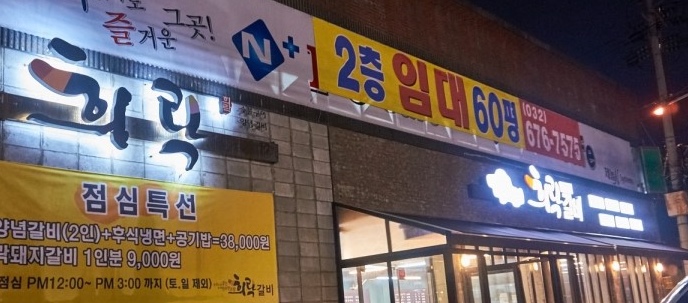 그곳!
즐거운
N+
2층 임대 60평
(032)
676-7575
희락
희락갈비
점심특선
양념갈비(2인)+후식냉면+공기밥=38,000원
락돼지갈비 1인분 9,000원
점심 PM12:00~ PM 3:00 까지 (토,일 제외)
희락갈비